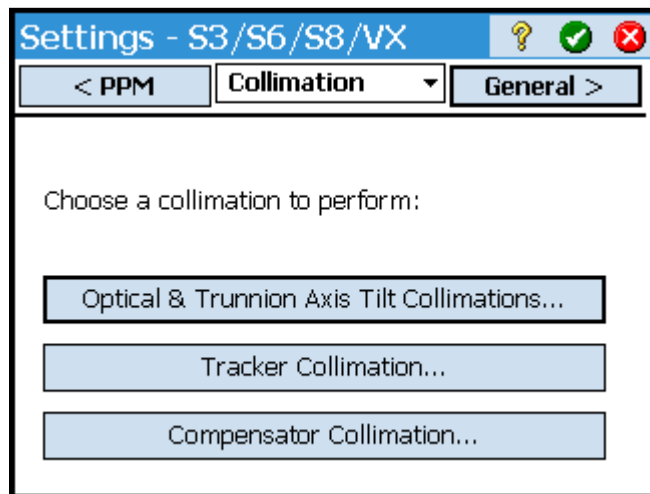 Settings - S3/S6/S8/VX
< PPM Collimation General >
Choose a collimation to perform:
Optical & Trunnion Axis Tilt Collimations...
Tracker Collimation...
Compensator Collimation...